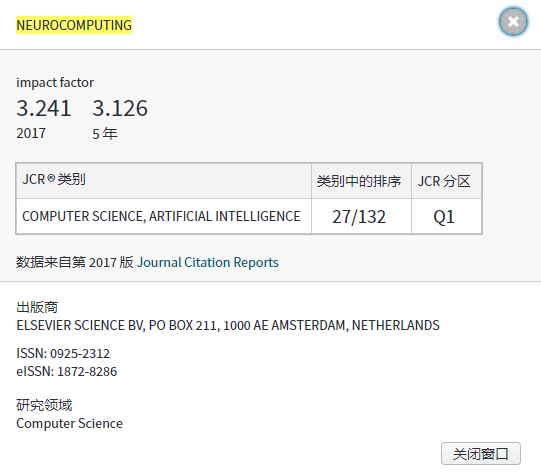 NEUROCOMPUTING
impact factor
3.241 3.126
2017 5 年
JCR® 类别 类别中的排序 JCR 分区
COMPUTER SCIENCE, ARTIFICIAL INTELLIGENCE 27/132 Q1
数据来自第 2017 版 Journal Citation Reports
出版商
ELSEVIER SCIENCE BV, PO BOX 211, 1000 AE AMSTERDAM, NETHERLANDS
ISSN: 0925-2312
eISSN: 1872-8286
研究领域
Computer Science
关闭窗口